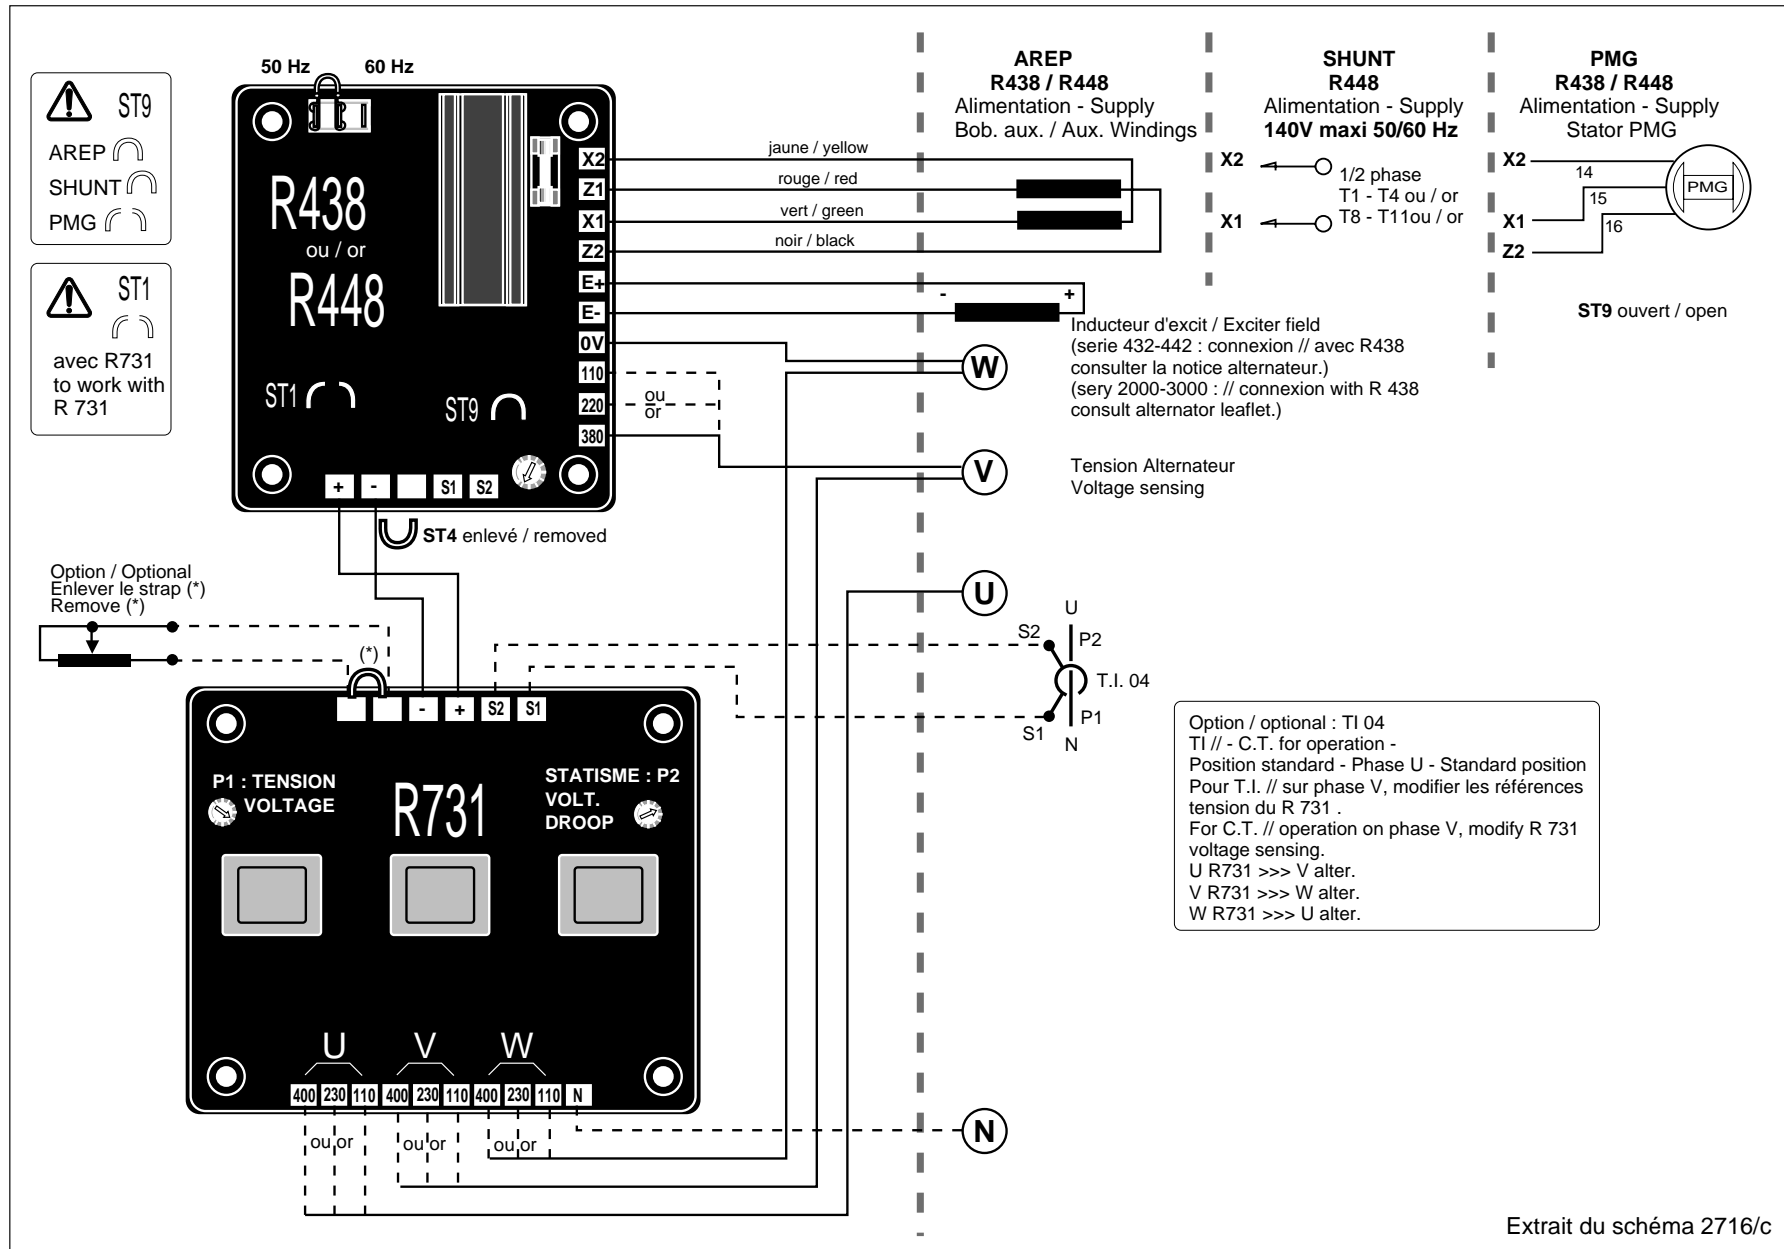 50 Hz
60 Hz
ST9
AREP
SHUNT
PMG
ST1
avec R731
to work with
R 731
R438
ou / or
R448
ST1
ST9
X2
Z1
X1
Z2
E+
E-
0V
110
220
380
+
-
S1
S2
ST4 enlevé / removed
jaune / yellow
rouge / red
vert / green
noir / black
ou
or
AREP
R438 / R448
Alimentation - Supply
Bob. aux. / Aux. Windings
SHUNT
R448
Alimentation - Supply
140V maxi 50/60 Hz
X2
X1
1/2 phase
T1 - T4 ou / or
T8 - T11ou / or
PMG
R438 / R448
Alimentation - Supply
Stator PMG
X2
X1
Z2
14
15
16
PMG
ST9 ouvert / open
-
+
Inducteur d'excit / Exciter field
(serie 432-442 : connexion // avec R438
consulter la notice alternateur.)
(sery 2000-3000 : // connexion with R 438
consult alternator leaflet.)
W
V
Tension Alternateur
Voltage sensing
U
Option / Optional
Enlever le strap (*)
Remove (*)
(*)
-
+
S2
S1
S2
S1
U
P2
T.I. 04
P1
N
P1 : TENSION
VOLTAGE
R731
STATISME : P2
VOLT.
DROOP
U
V
W
400
230
110
400
230
110
400
230
110
N
ou or
ou or
ou or
N
Option / optional : TI 04
TI // - C.T. for operation -
Position standard - Phase U - Standard position
Pour T.I. // sur phase V, modifier les références
tension du R 731 .
For C.T. // operation on phase V, modify R 731
voltage sensing.
U R731 >>> V alter.
V R731 >>> W alter.
W R731 >>> U alter.
Extrait du schéma 2716/c